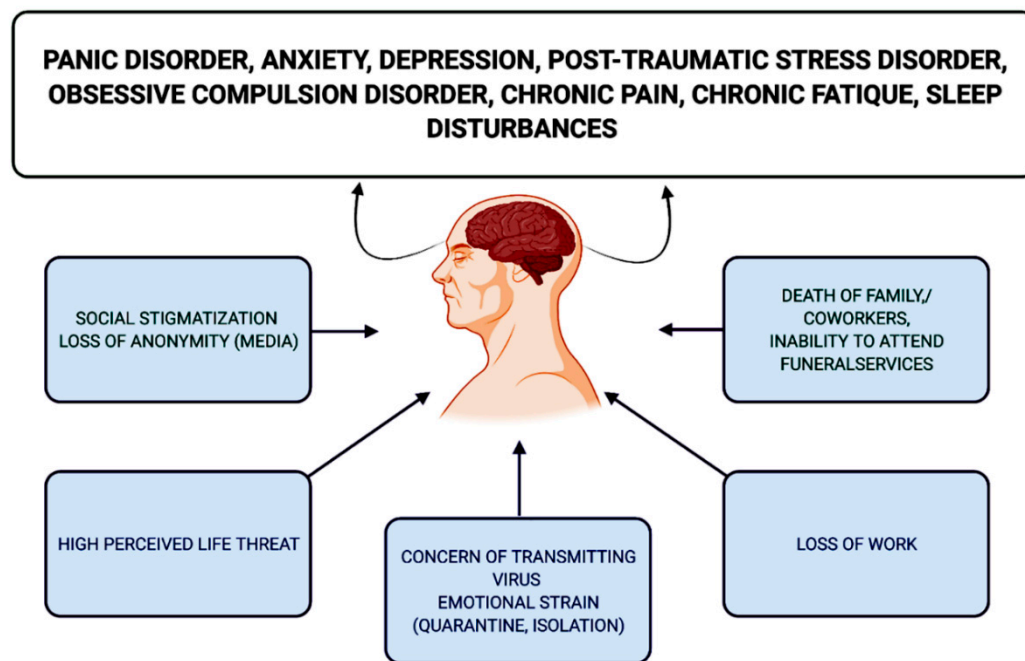 PANIC DISORDER, ANXIETY, DEPRESSION, POST-TRAUMATIC STRESS DISORDER,
OBSESSIVE COMPULSION DISORDER, CHRONIC PAIN, CHRONIC FATIQUE, SLEEP
DISTURBANCES
SOCIAL STIGMATIZATION
LOSS OF ANONYMITY (MEDIA)
DEATH OF FAMILY,/
COWORKERS,
INABILITY TO ATTEND
FUNERALSERVICES
HIGH PERCEIVED LIFE THREAT
CONCERN OF TRANSMITTING
VIRUS
EMOTIONAL STRAIN
(QUARANTINE, ISOLATION)
LOSS OF WORK